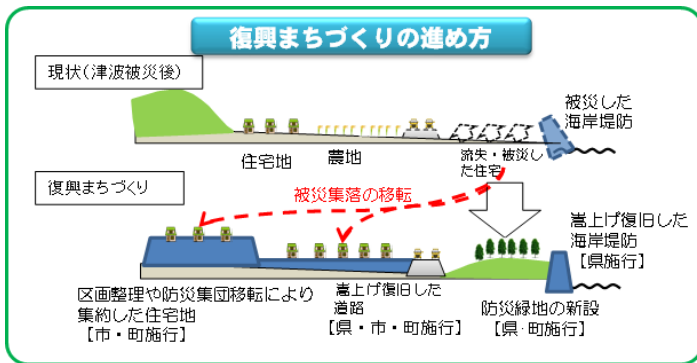 復興まちづくりの進め方
現状(津波被災後)
被災した
海岸堤防
住宅地
農地
流失・被災し
た住宅
復興まちづくり
被災集落の移転
嵩上げ復旧した
海岸堤防
【県施行】
区画整理や防災集団移転により
集約した住宅地
【市・町施行】
嵩上げ復旧した
道路
【県・市・町施行】
防災緑地の新設
【県・町施行】